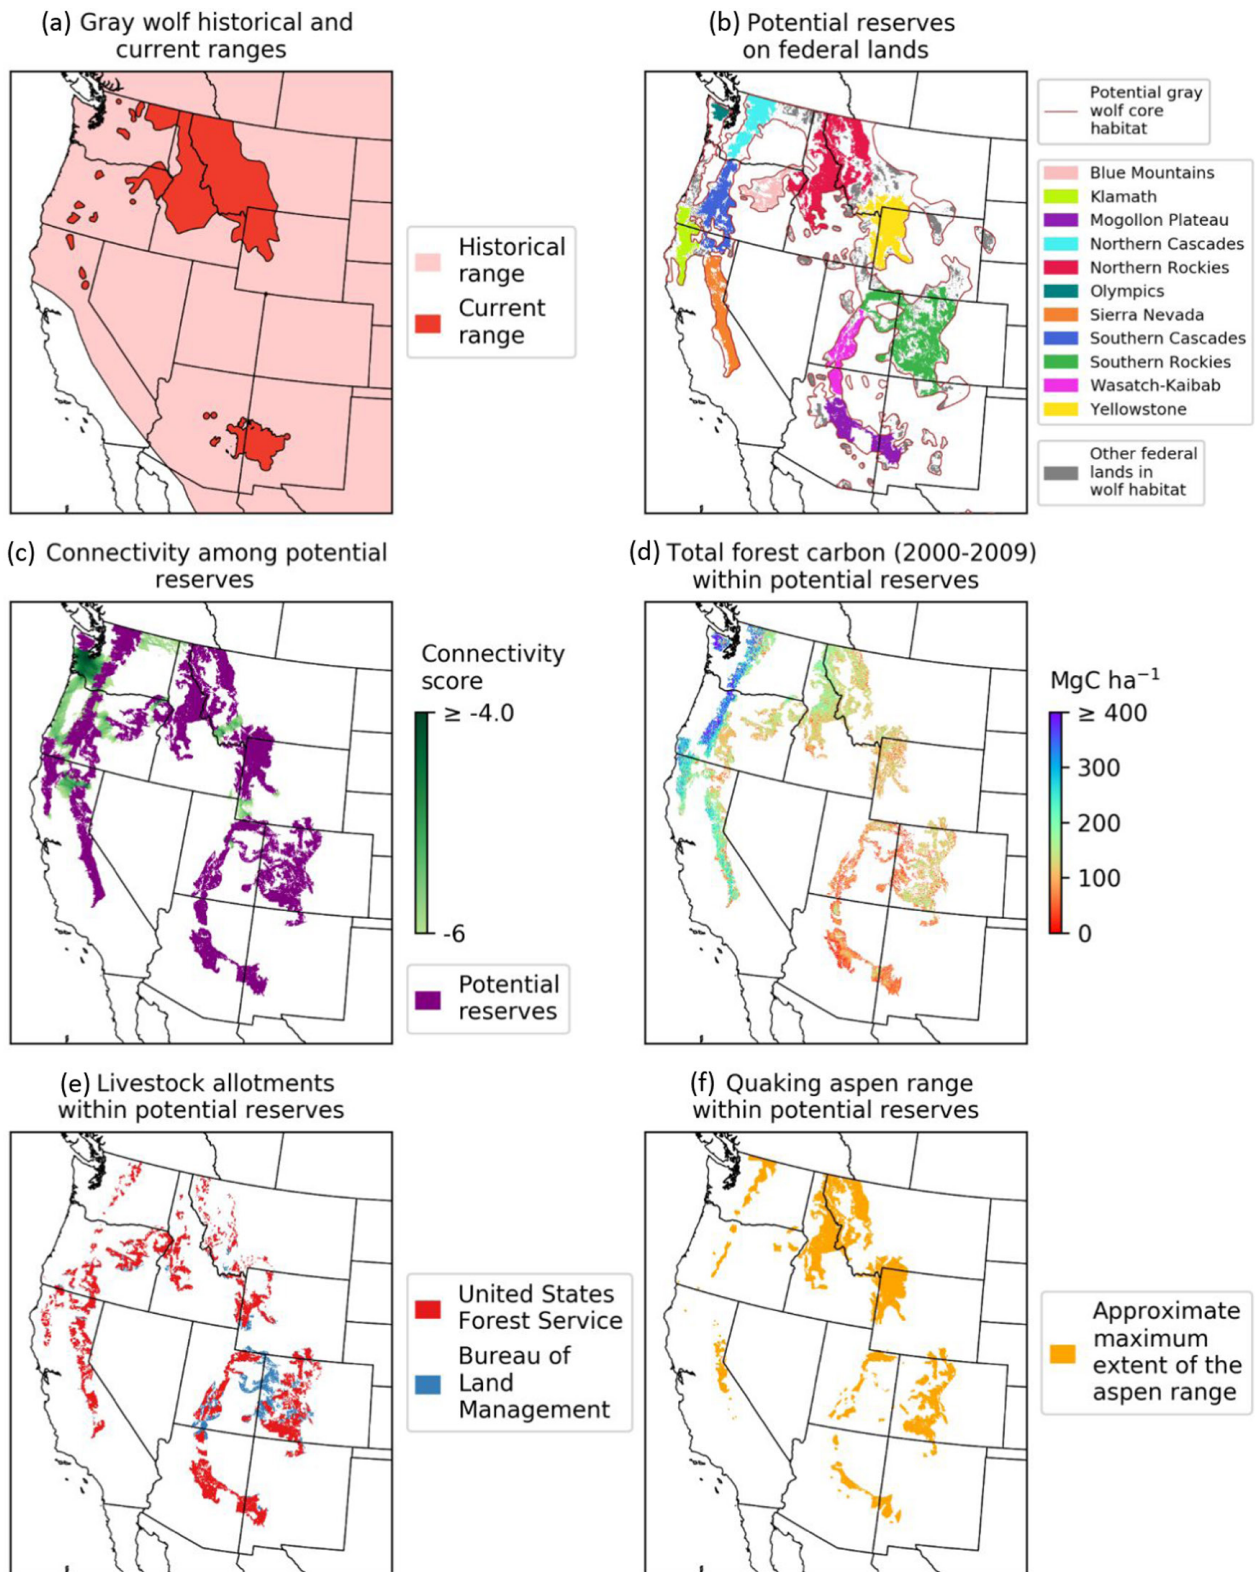 (a) Gray wolf historical and
current ranges
Historical
range
Current
range
(b) Potential reserves
on federal lands
Potential gray
wolf core
habitat
Blue Mountains
Klamath
Mogollon Plateau
Northern Cascades
Northern Rockies
Olympics
Sierra Nevada
Southern Cascades
Southern Rockies
Wasatch-Kaibab
Yellowstone
Other federal
lands in
wolf habitat
(c) Connectivity among potential
reserves
Connectivity
score
≥ -4.0
-6
Potential
reserves
(d) Total forest carbon (2000-2009)
within potential reserves
MgC ha⁻¹
≥ 400
300
200
100
0
(e) Livestock allotments
within potential reserves
United States
Forest Service
Bureau of
Land
Management
(f) Quaking aspen range
within potential reserves
Approximate
maximum
extent of the
aspen range